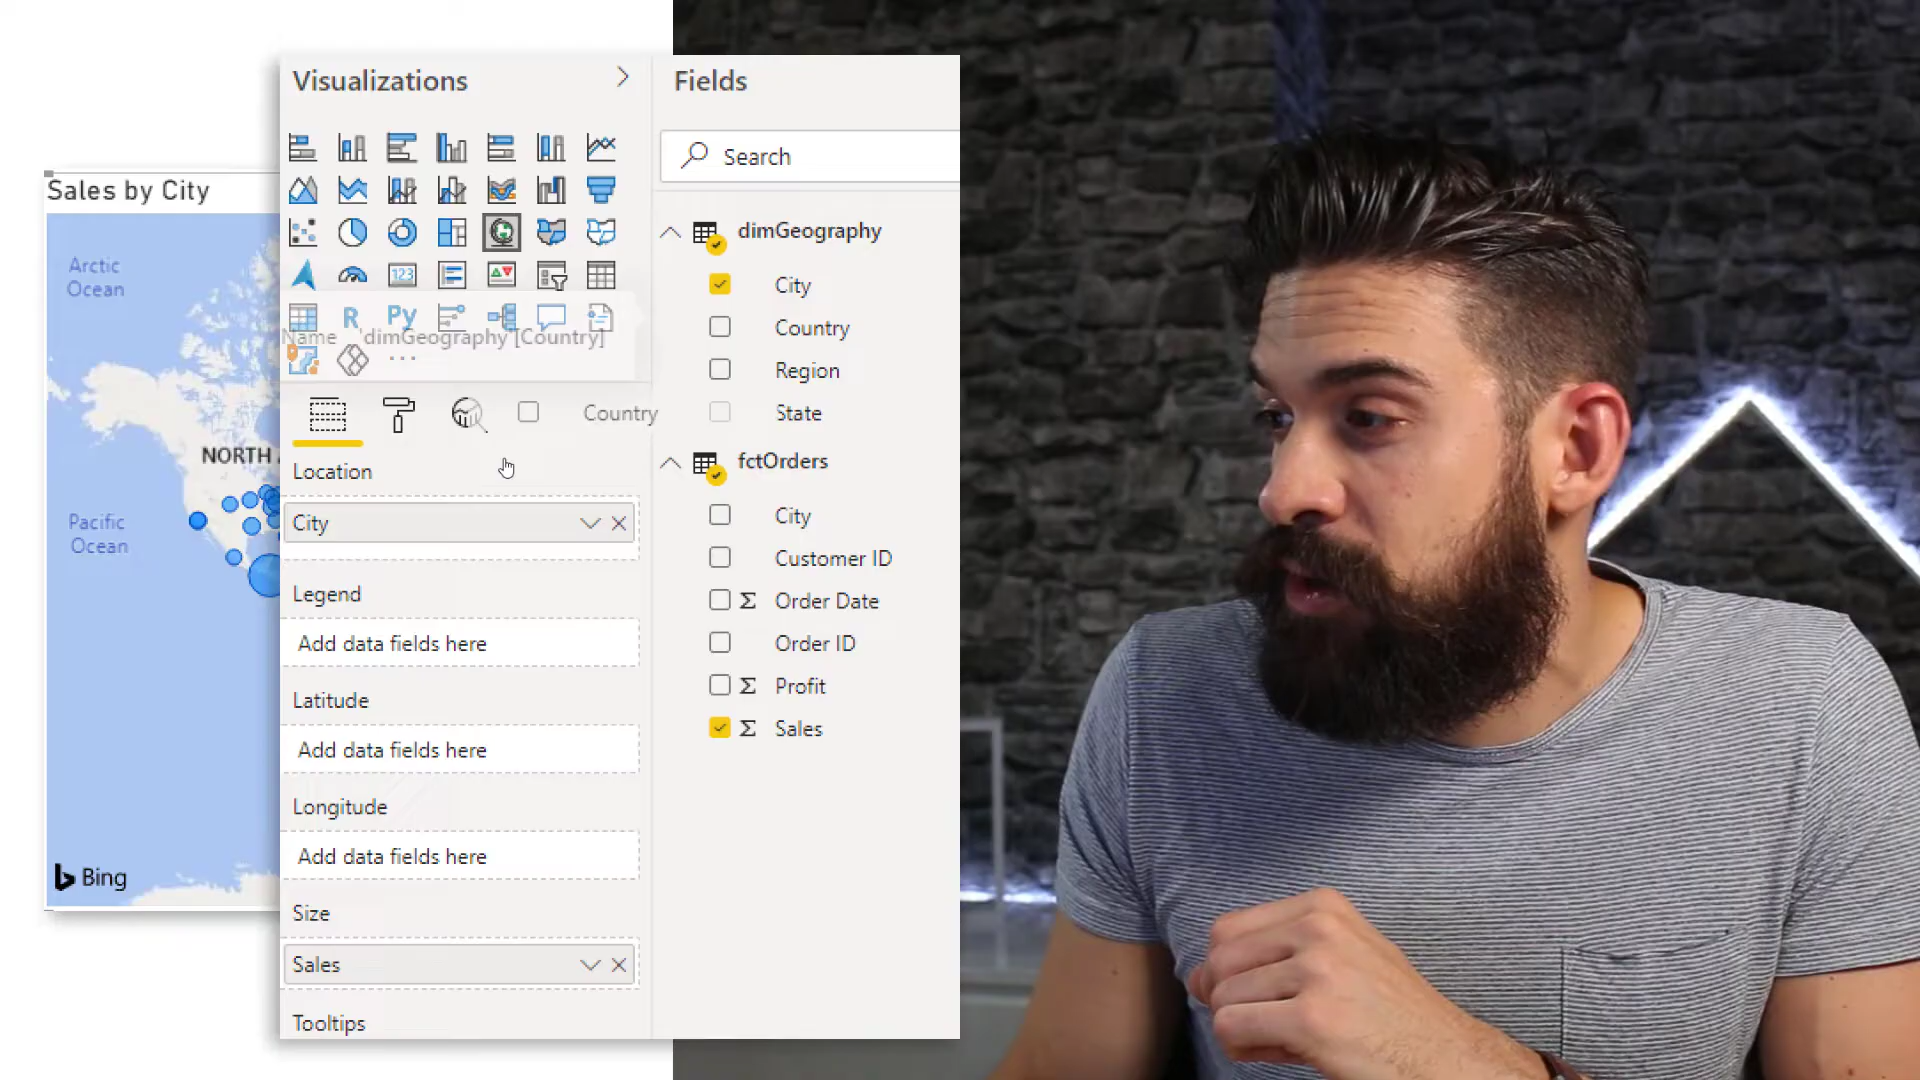 Sales by City
Arctic
Ocean
NORTH
Pacific
Ocean
Bing
Visualizations
123
R
Py
Name 'dimGeography'[Country]
Country
Location
City
Legend
Add data fields here
Latitude
Add data fields here
Longitude
Add data fields here
Size
Sales
Tooltips
Fields
Search
dimGeography
City
Country
Region
State
fctOrders
City
Customer ID
Order Date
Order ID
Profit
Sales